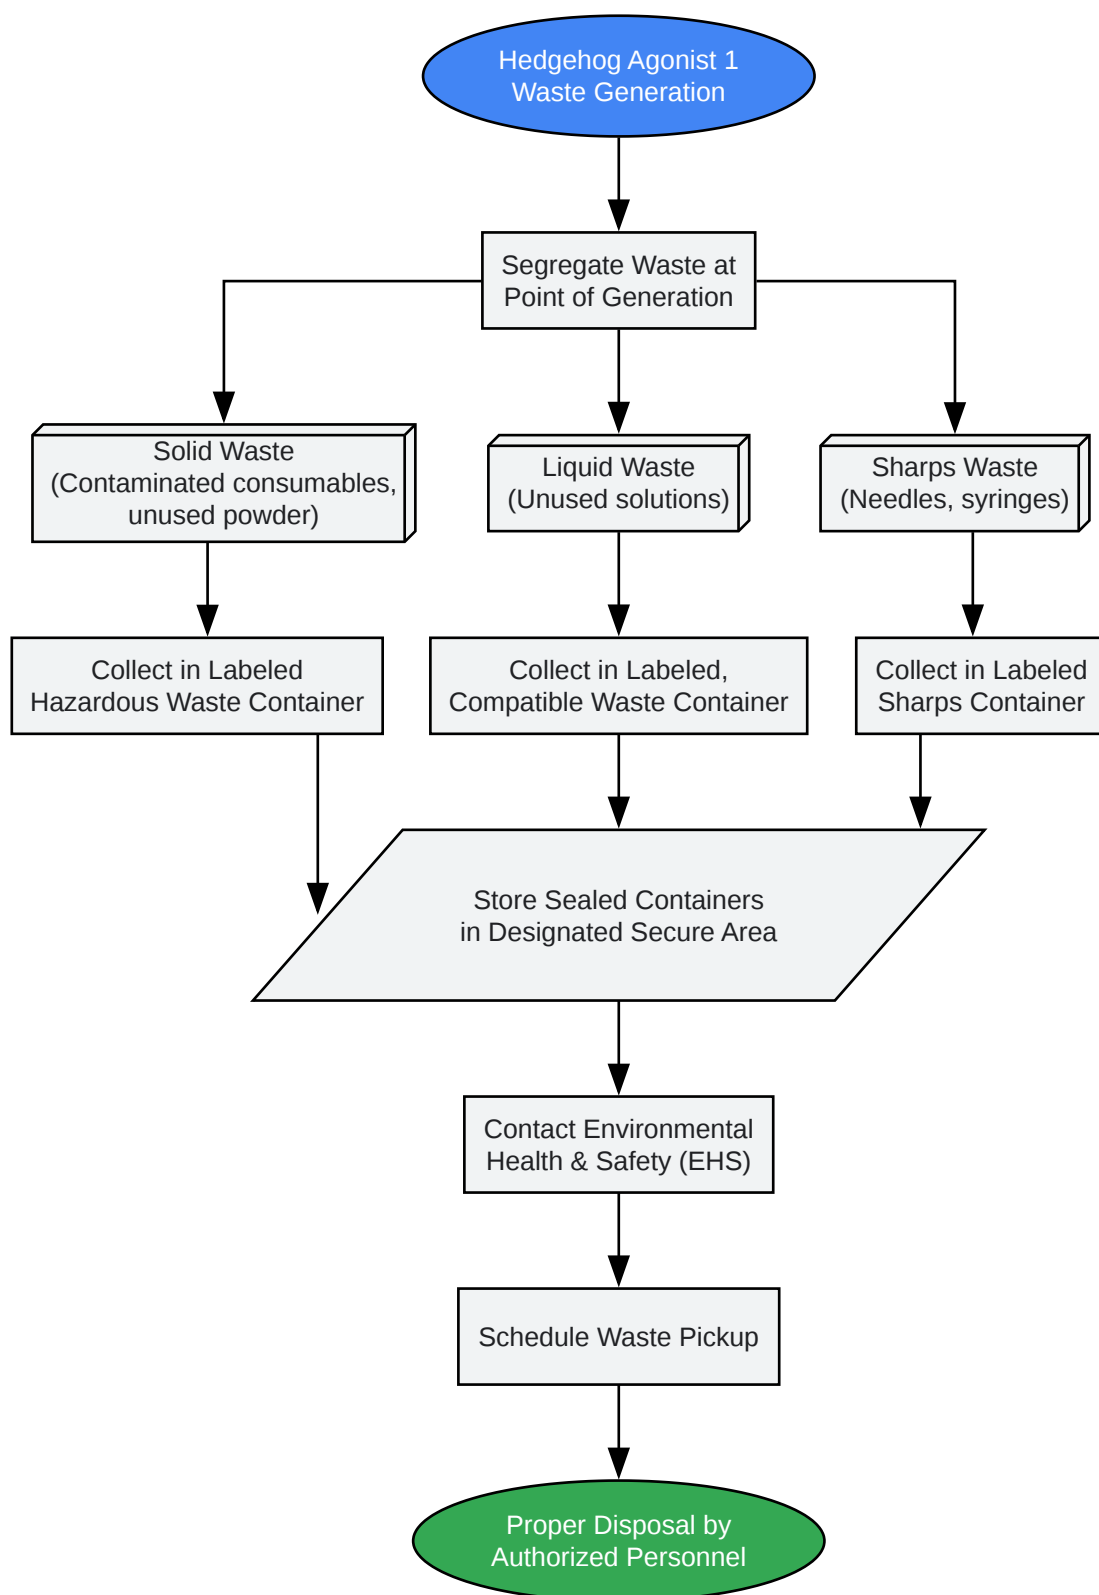 Hedgehog Agonist 1
Waste Generation
Segregate Waste at
Point of Generation
Solid Waste
(Contaminated consumables,
unused powder)
Liquid Waste
(Unused solutions)
Sharps Waste
(Needles, syringes)
Collect in Labeled
Hazardous Waste Container
Collect in Labeled,
Compatible Waste Container
Collect in Labeled
Sharps Container
Store Sealed Containers
in Designated Secure Area
Contact Environmental
Health & Safety (EHS)
Schedule Waste Pickup
Proper Disposal by
Authorized Personnel